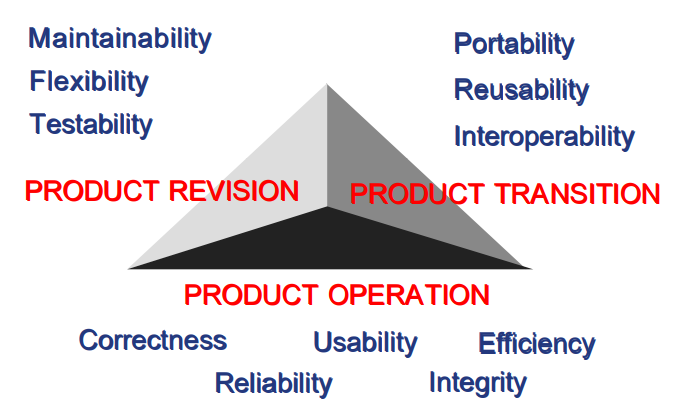 Maintainability
Flexibility
Testability
Portability
Reusability
Interoperability
PRODUCT REVISION
PRODUCT TRANSITION
PRODUCT OPERATION
Correctness
Usability
Efficiency
Reliability
Integrity